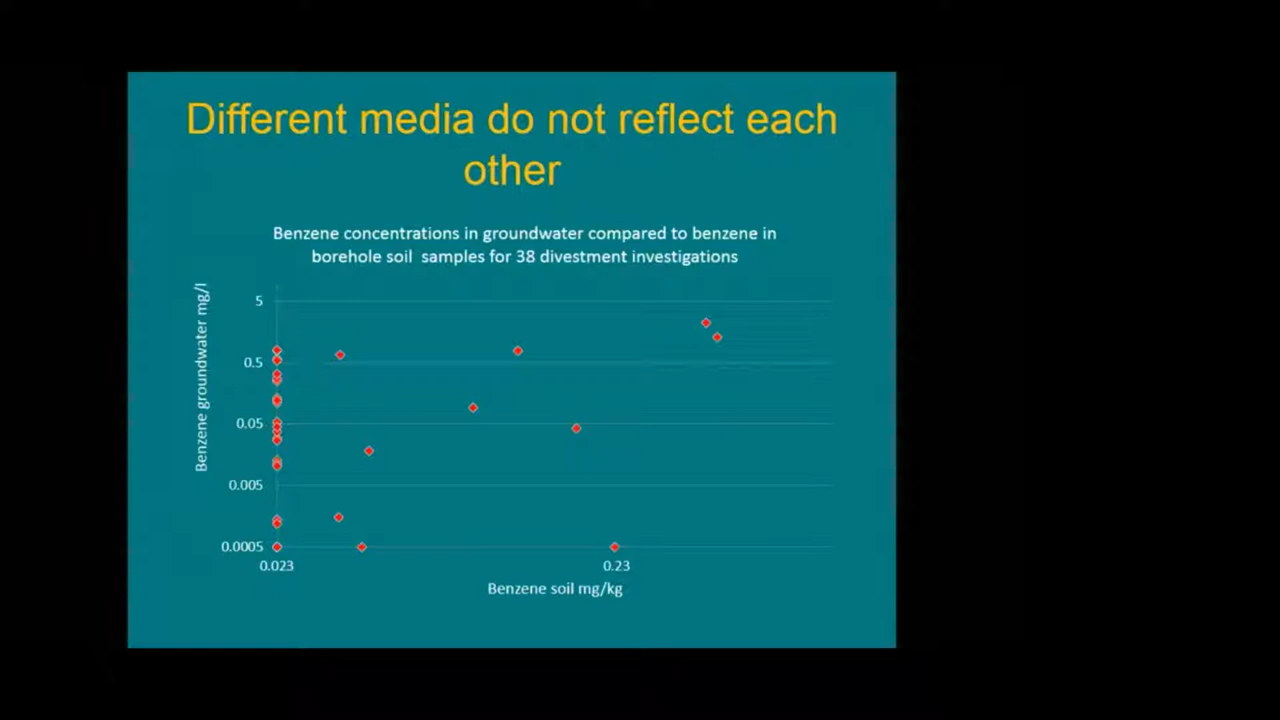 Different media do not reflect each
other
Benzene concentrations in groundwater compared to benzene in
borehole soil samples for 38 divestment investigations
Benzene groundwater mg/l
5
0.5
0.05
0.005
0.0005
0.023
0.23
Benzene soil mg/kg